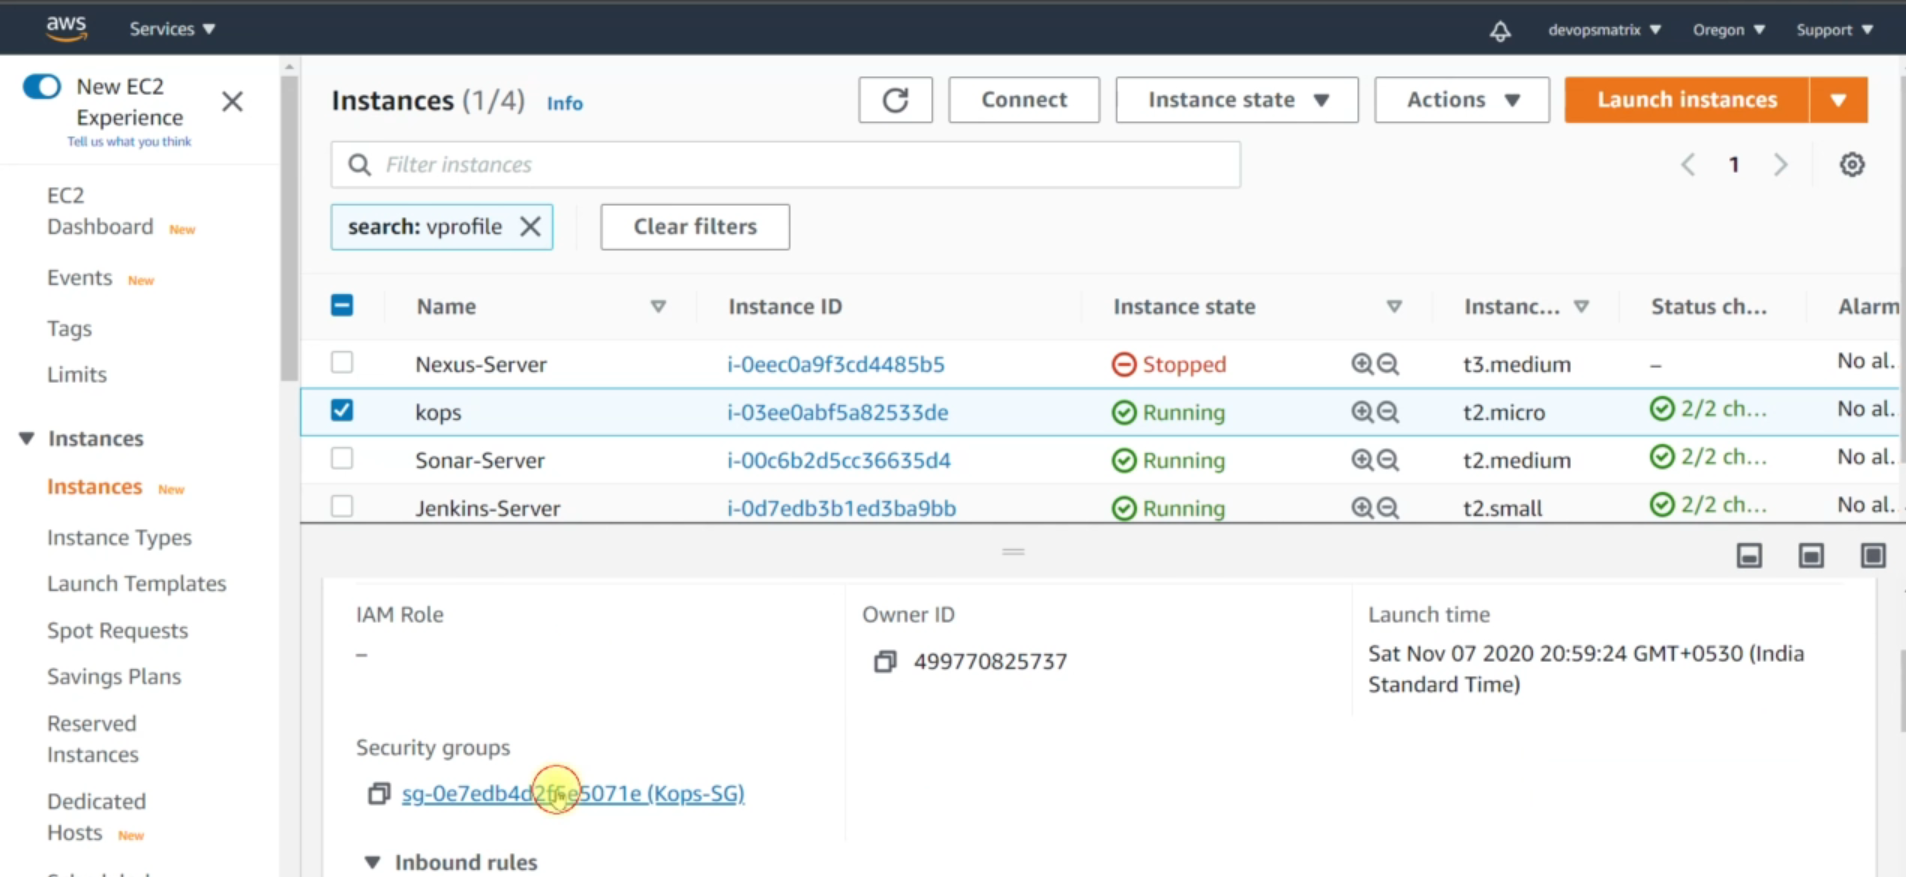 aws Services devopsmatrix Oregon Support
New EC2
Experience
Tell us what you think
EC2
Dashboard New
Events New
Tags
Limits
Instances
Instances New
Instance Types
Launch Templates
Spot Requests
Savings Plans
Reserved
Instances
Dedicated
Hosts New
Instances (1/4) Info Connect Instance state Actions Launch instances
Filter instances 1
search: vprofile Clear filters
Name Instance ID Instance state Instanc... Status ch... Alarm
Nexus-Server i-0eec0a9f3cd4485b5 Stopped t3.medium – No al.
kops i-03ee0abf5a82533de Running t2.micro 2/2 ch... No al.
Sonar-Server i-00c6b2d5cc36635d4 Running t2.medium 2/2 ch... No al.
Jenkins-Server i-0d7edb3b1ed3ba9bb Running t2.small 2/2 ch... No al.
IAM Role
–
Owner ID
499770825737
Launch time
Sat Nov 07 2020 20:59:24 GMT+0530 (India
Standard Time)
Security groups
(Kops-SG)
Inbound rules